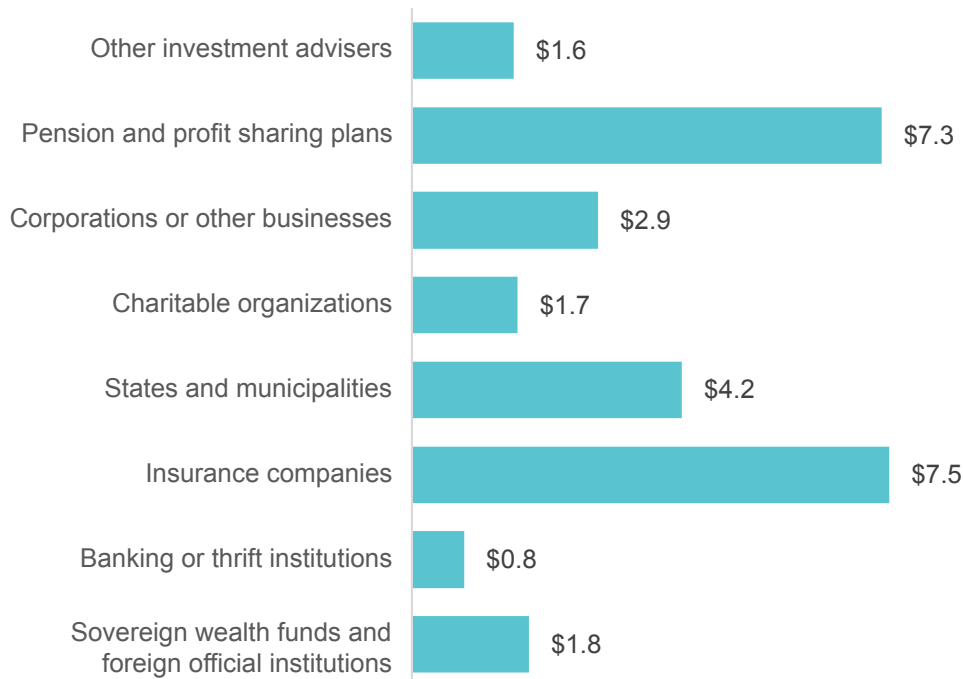 Other investment advisers
$1.6
Pension and profit sharing plans
$7.3
Corporations or other businesses
$2.9
Charitable organizations
$1.7
States and municipalities
$4.2
Insurance companies
$7.5
Banking or thrift institutions
$0.8
Sovereign wealth funds and
foreign official institutions
$1.8